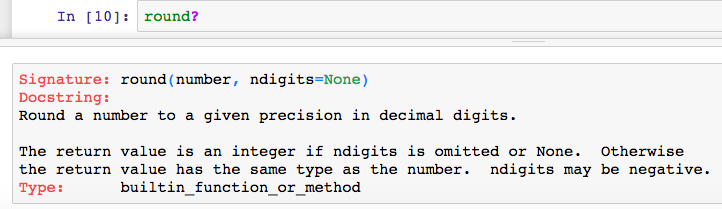 In [10]: round?
Signature: round(number, ndigits=None)
Docstring:
Round a number to a given precision in decimal digits.
The return value is an integer if ndigits is omitted or None.  Otherwise
the return value has the same type as the number.  ndigits may be negative.
Type:      builtin_function_or_method